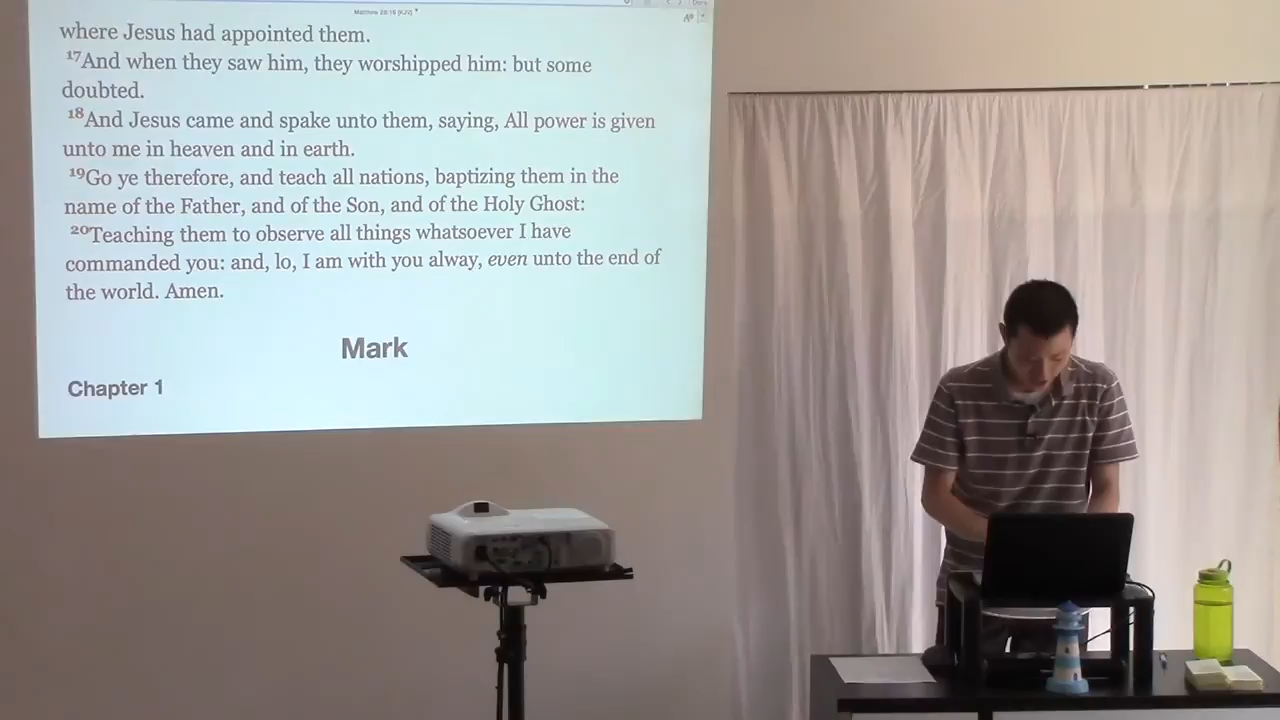 Matthew 28:16 (KJV)
where Jesus had appointed them.
17And when they saw him, they worshipped him: but some
doubted.
18And Jesus came and spake unto them, saying, All power is given
unto me in heaven and in earth.
19Go ye therefore, and teach all nations, baptizing them in the
name of the Father, and of the Son, and of the Holy Ghost:
20Teaching them to observe all things whatsoever I have
commanded you: and, lo, I am with you alway, even unto the end of
the world. Amen.
Mark
Chapter 1